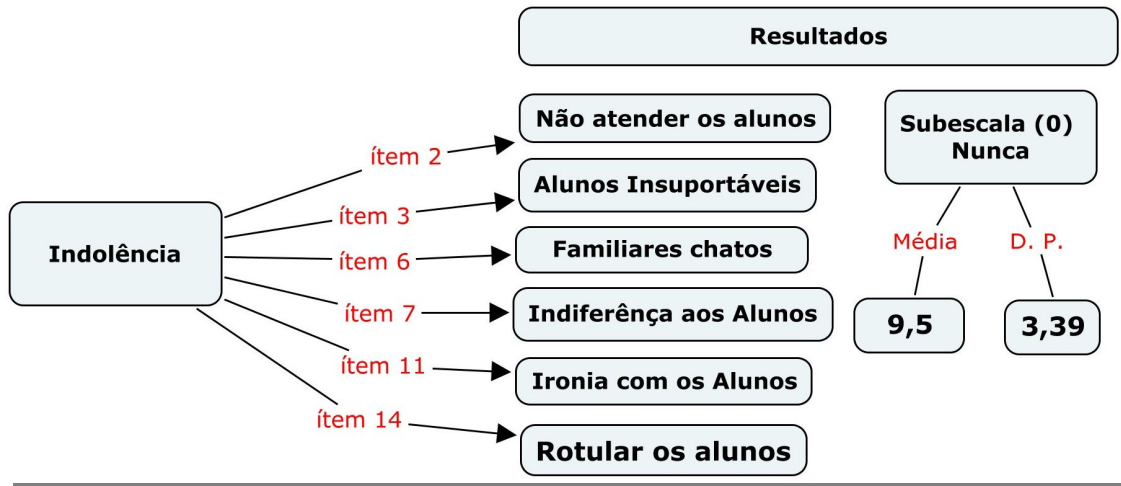 Resultados
Não atender os alunos
Subescala (0)
Nunca
ítem 2
Alunos Insuportáveis
ítem 3
Indolência
Familiares chatos
Média
D. P.
ítem 6
ítem 7
Indiferênça aos Alunos
9,5
3,39
ítem 11
Ironia com os Alunos
ítem 14
Rotular os alunos